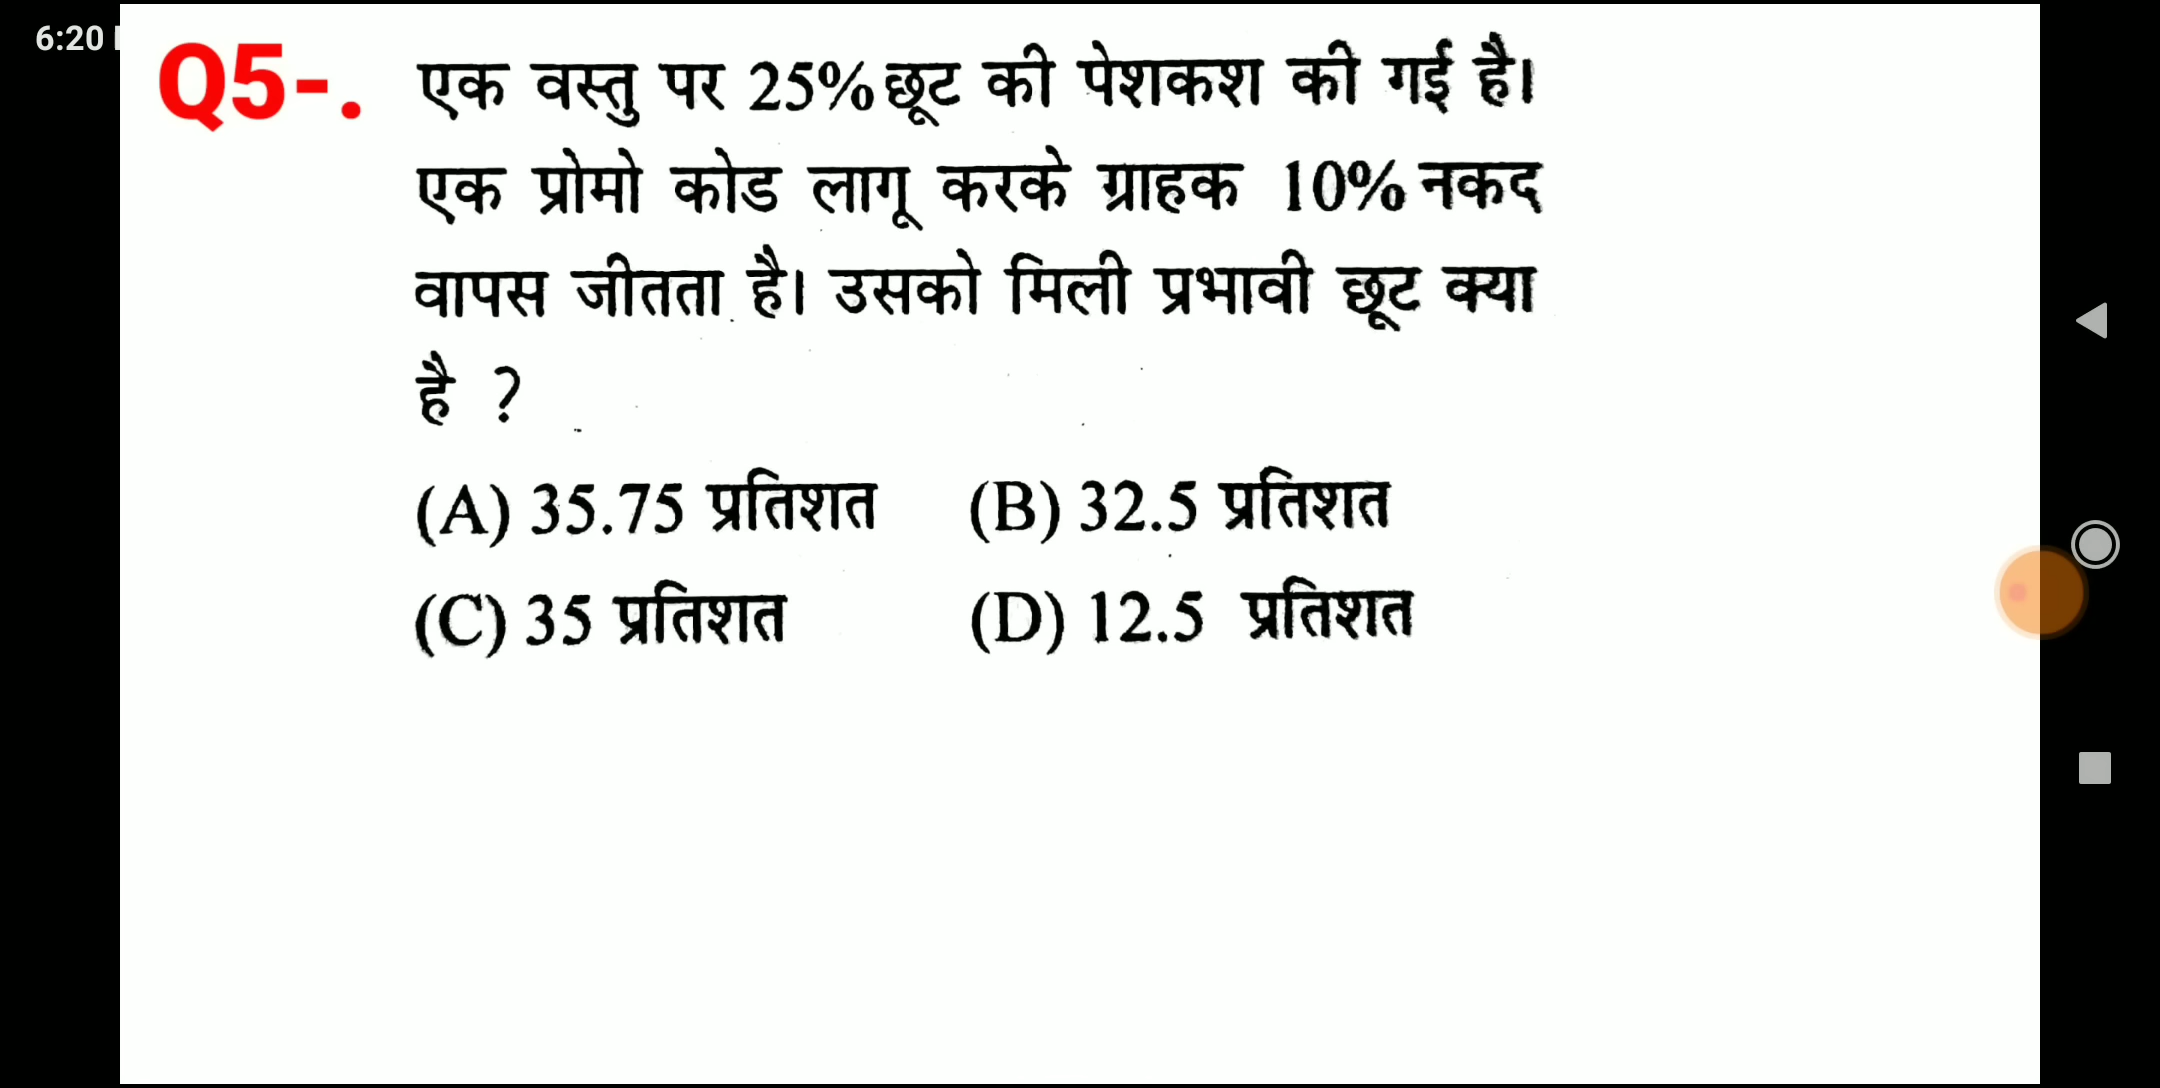 6:20
Q5-. एक वस्तु पर 25% छूट की पेशकश की गई है।
एक प्रोमो कोड लागू करके ग्राहक 10% नकद
वापस जीतता है। उसको मिली प्रभावी छूट क्या
है ?
(A) 35.75 प्रतिशत (B) 32.5 प्रतिशत
(C) 35 प्रतिशत (D) 12.5 प्रतिशत